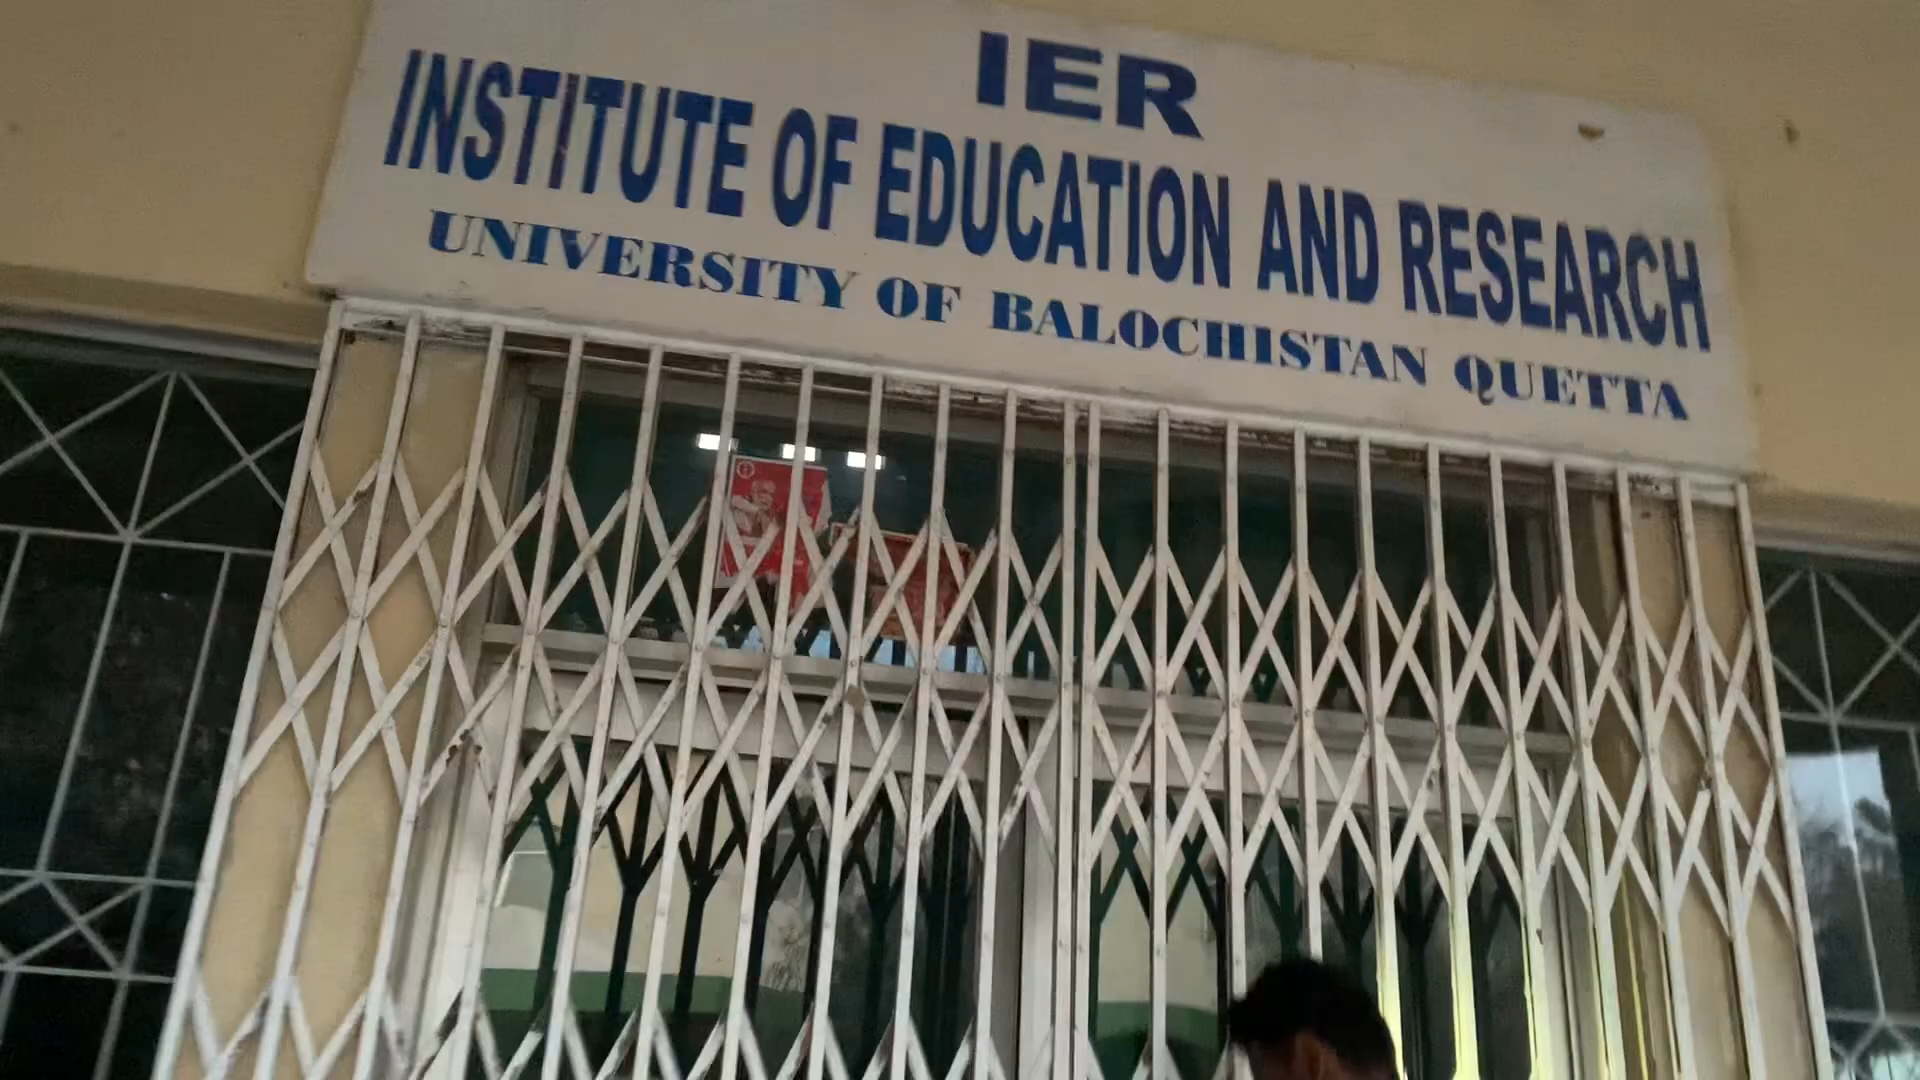 IER
INSTITUTE OF EDUCATION AND RESEARCH
UNIVERSITY OF BALOCHISTAN QUETTA